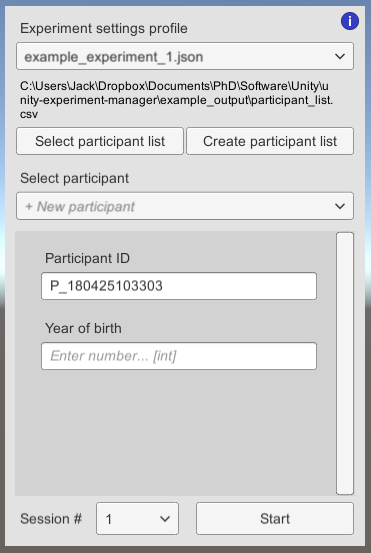 Experiment settings profile
i
example_experiment_1.json
C:\Users\Jack\Dropbox\Documents\PhD\Software\Unity\u
nity-experiment-manager\example_output\participant_list.
csv
Select participant list
Create participant list
Select participant
+ New participant
Participant ID
P_180425103303
Year of birth
Enter number... [int]
Session #
1
Start